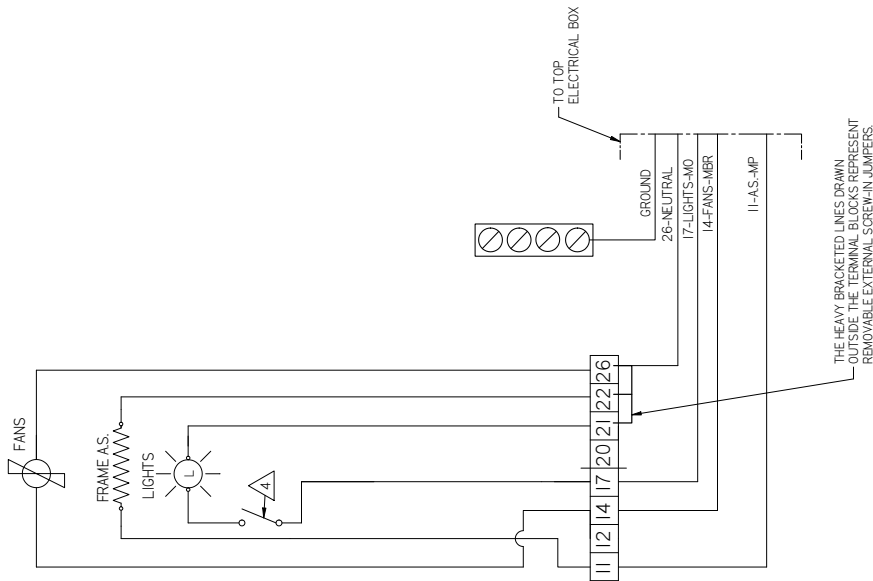 FANS
FRAME A.S.
LIGHTS
L
4
11 12 14 17 20 21 22 26
GROUND
26-NEUTRAL
17-LIGHTS-MO
14-FANS-MBR
11-A.S.-MP
TO TOP
ELECTRICAL BOX
THE HEAVY BRACKETED LINES DRAWN
OUTSIDE THE TERMINAL BLOCKS REPRESENT
REMOVABLE EXTERNAL SCREW-IN JUMPERS.